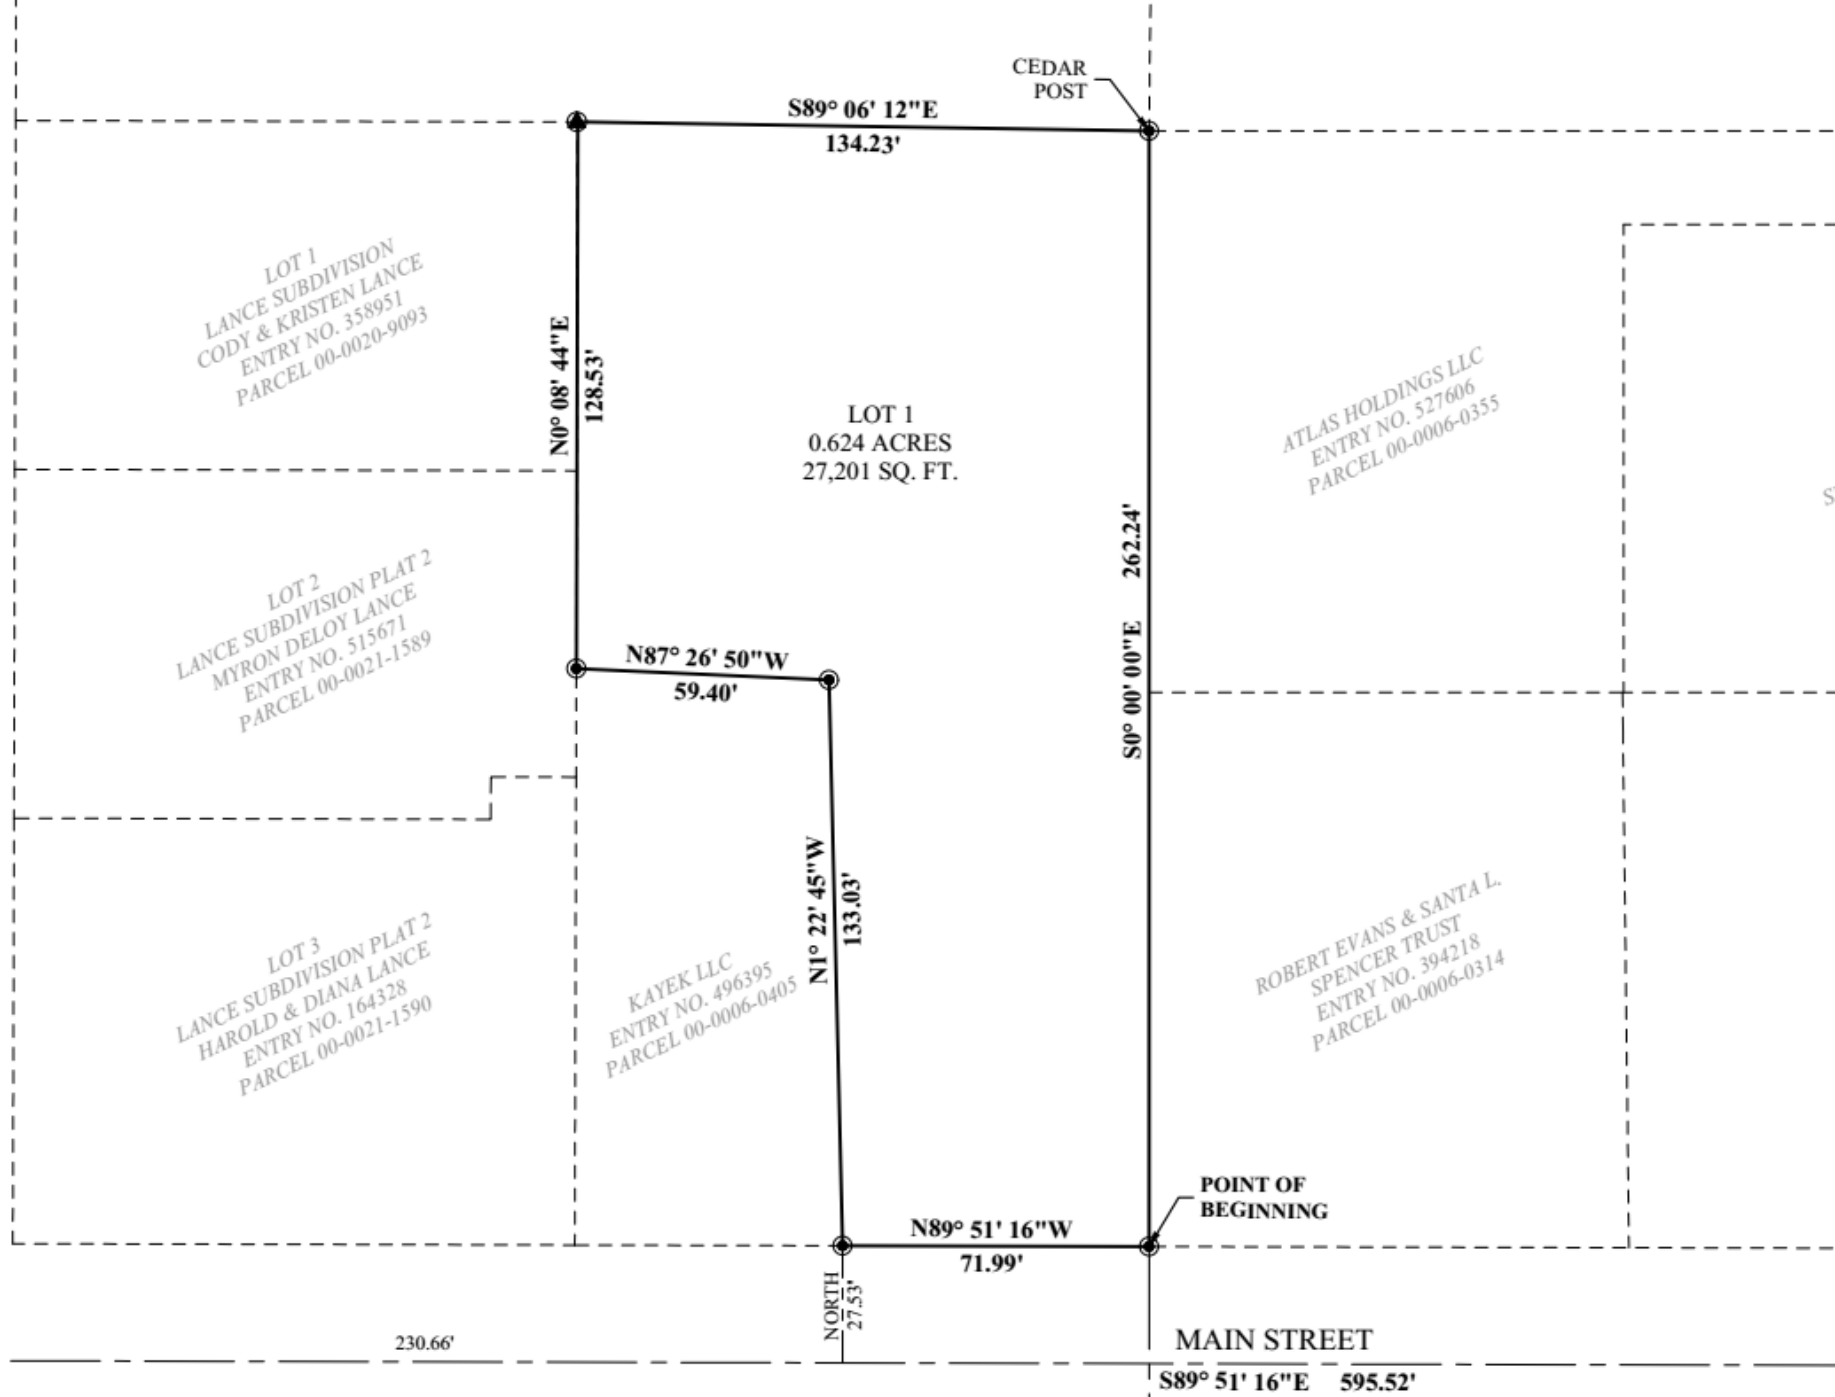 CEDAR
POST
S89° 06' 12"E
134.23'
LOT 1
LANCE SUBDIVISION
CODY & KRISTEN LANCE
ENTRY NO. 358951
PARCEL 00-0020-9093
N0° 08' 44"E
128.53'
LOT 1
0.624 ACRES
27,201 SQ. FT.
ATLAS HOLDINGS LLC
ENTRY NO. 527606
PARCEL 00-0006-0355
S
S0° 00' 00"E 262.24'
LOT 2
LANCE SUBDIVISION PLAT 2
MYRON DELOY LANCE
ENTRY NO. 515671
PARCEL 00-0021-1589
N87° 26' 50"W
59.40'
N1° 22' 45"W
133.03'
LOT 3
LANCE SUBDIVISION PLAT 2
HAROLD & DIANA LANCE
ENTRY NO. 164328
PARCEL 00-0021-1590
KAYEK LLC
ENTRY NO. 496395
PARCEL 00-0006-0405
ROBERT EVANS & SANTA L.
SPENCER TRUST
ENTRY NO. 394218
PARCEL 00-0006-0314
POINT OF
BEGINNING
N89° 51' 16"W
71.99'
NORTH
27.53'
230.66'
MAIN STREET
S89° 51' 16"E 595.52'